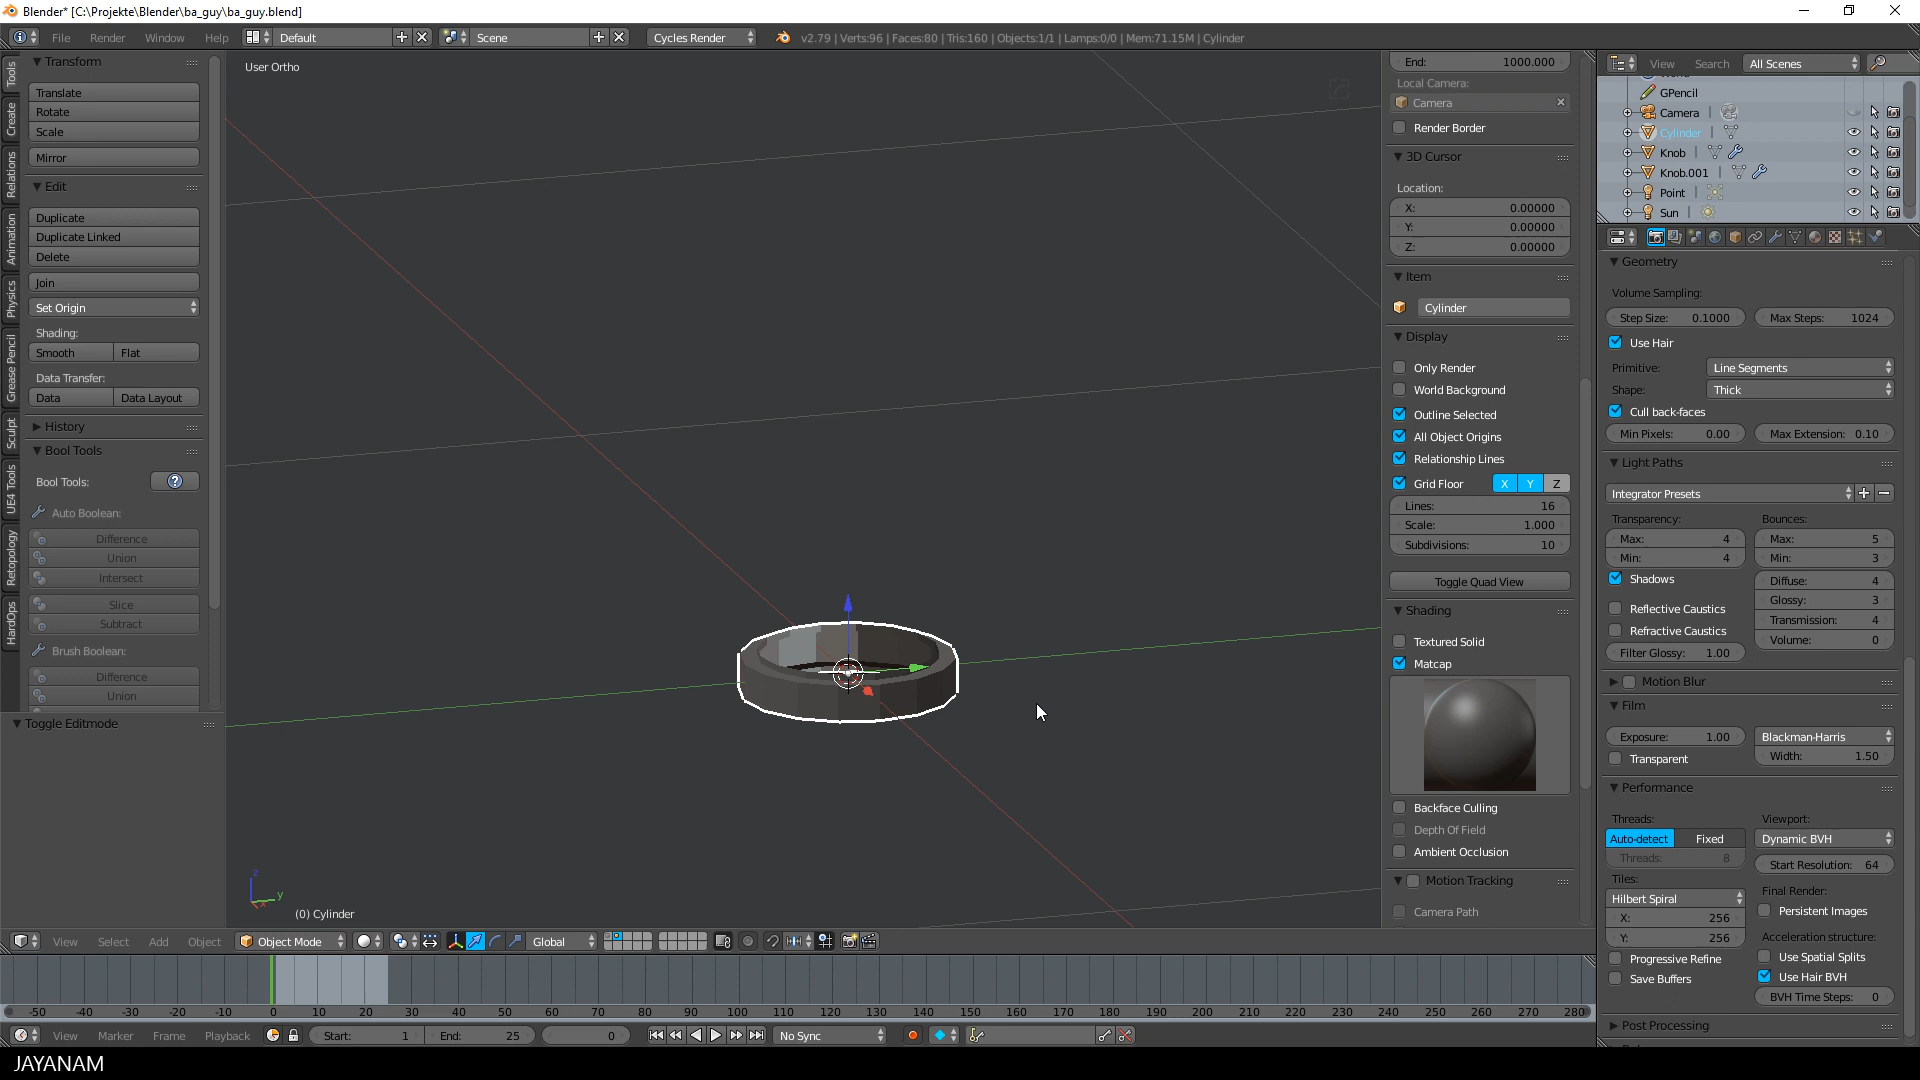 Blender* [C:\Projekte\Blender\ba_guy\ba_guy.blend]
File Render Window Help Default Scene Cycles Render v2.79 | Verts:96 | Faces:80 | Tris:160 | Objects:1/1 | Lamps:0/0 | Mem:71.15M | Cylinder
Tools
Create
Relations
Animation
Physics
Grease Pencil
Sculpt
UE4 Tools
Retopology
HardOps
Transform
Translate
Rotate
Scale
Mirror
Edit
Duplicate
Duplicate Linked
Delete
Join
Set Origin
Shading:
Smooth Flat
Data Transfer:
Data Data Layout
History
Bool Tools
Bool Tools:
Auto Boolean:
Difference
Union
Intersect
Slice
Subtract
Brush Boolean:
Difference
Union
Toggle Editmode
User Ortho
z
y
(0) Cylinder
End: 1000.000
Local Camera:
Camera
Render Border
3D Cursor
Location:
X: 0.00000
Y: 0.00000
Z: 0.00000
Item
Cylinder
Display
Only Render
World Background
Outline Selected
All Object Origins
Relationship Lines
Grid Floor X Y Z
Lines: 16
Scale: 1.000
Subdivisions: 10
Toggle Quad View
Shading
Textured Solid
Matcap
Backface Culling
Depth Of Field
Ambient Occlusion
Motion Tracking
Camera Path
View Search All Scenes
GPencil
Camera
Cylinder
Knob
Knob.001
Point
Sun
Geometry
Volume Sampling:
Step Size: 0.1000 Max Steps: 1024
Use Hair
Primitive: Line Segments
Shape: Thick
Cull back-faces
Min Pixels: 0.00 Max Extension: 0.10
Light Paths
Integrator Presets
Transparency: Bounces:
Max: 4 Max: 5
Min: 4 Min: 3
Shadows Diffuse: 4
Reflective Caustics Glossy: 3
Refractive Caustics Transmission: 4
Filter Glossy: 1.00 Volume: 0
Motion Blur
Film
Exposure: 1.00 Blackman-Harris
Transparent Width: 1.50
Performance
Threads: Viewport:
Auto-detect Fixed Dynamic BVH
Threads: 8 Start Resolution: 64
Tiles: Final Render:
Hilbert Spiral Persistent Images
X: 256
Y: 256 Acceleration structure:
Progressive Refine Use Spatial Splits
Save Buffers Use Hair BVH
BVH Time Steps: 0
Post Processing
View Select Add Object Object Mode Global
-50 -40 -30 -20 -10 0 10 20 30 40 50 60 70 80 90 100 110 120 130 140 150 160 170 180 190 200 210 220 230 240 250 260 270 280
View Marker Frame Playback Start: 1 End: 25 0 No Sync
JAYANAM